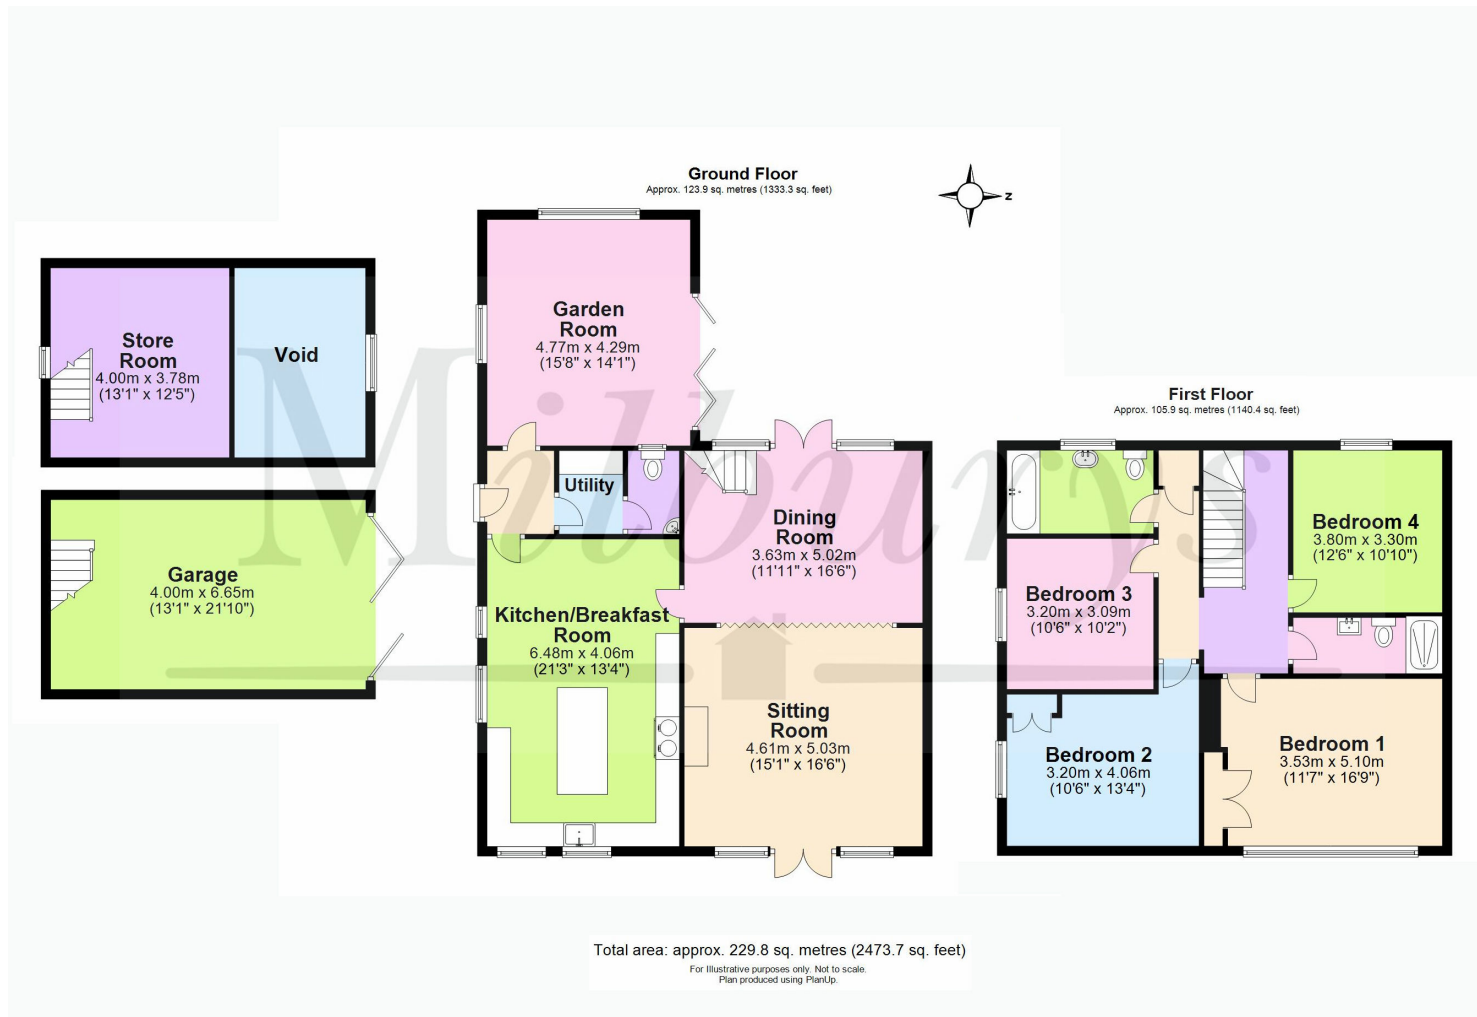 Ground Floor
Approx. 123.9 sq. metres (1333.3 sq. feet)
Z
Store
Room
4.00m x 3.78m
(13'1" x 12'5")
Void
Garage
4.00m x 6.65m
(13'1" x 21'10")
Garden
Room
4.77m x 4.29m
(15'8" x 14'1")
Utility
Dining
Room
3.63m x 5.02m
(11'11" x 16'6")
Kitchen/Breakfast
Room
6.48m x 4.06m
(21'3" x 13'4")
Sitting
Room
4.61m x 5.03m
(15'1" x 16'6")
First Floor
Approx. 105.9 sq. metres (1140.4 sq. feet)
Bedroom 4
3.80m x 3.30m
(12'6" x 10'10")
Bedroom 3
3.20m x 3.09m
(10'6" x 10'2")
Bedroom 2
3.20m x 4.06m
(10'6" x 13'4")
Bedroom 1
3.53m x 5.10m
(11'7" x 16'9")
Milburys
Total area: approx. 229.8 sq. metres (2473.7 sq. feet)
For Illustrative purposes only. Not to scale.
Plan produced using PlanUp.